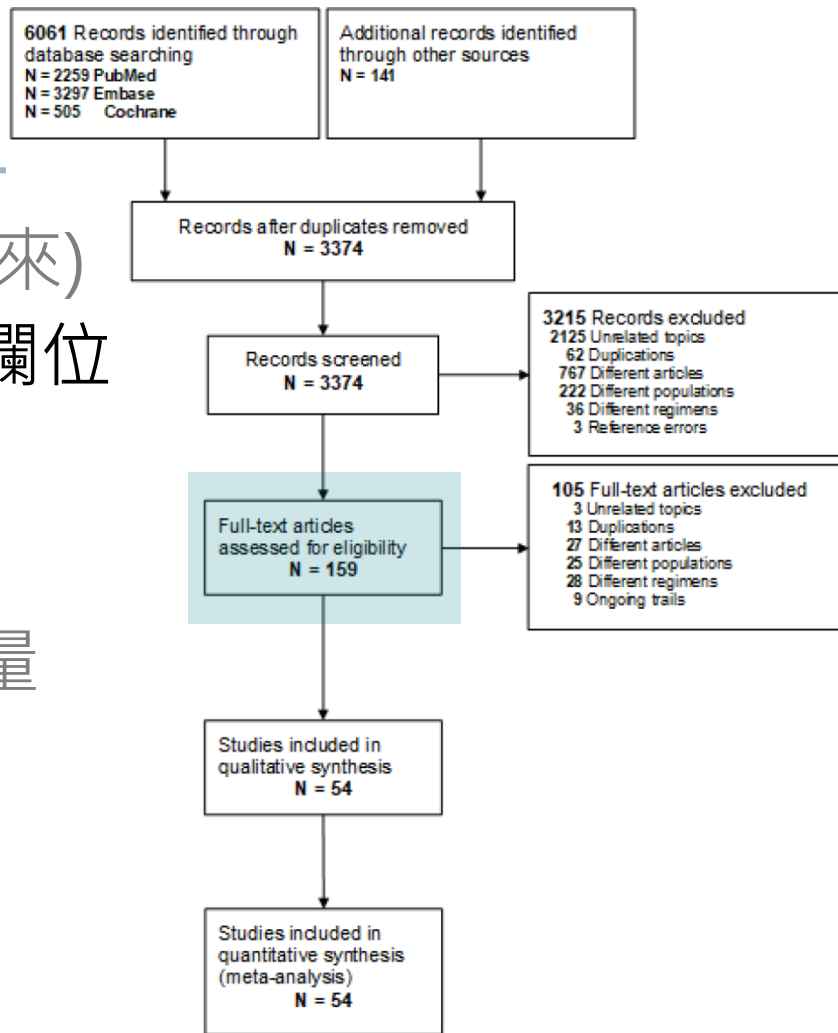 6061 Records identified through
database searching
N = 2259 PubMed
N = 3297 Embase
N = 505 Cochrane
Additional records identified
through other sources
N = 141
Records after duplicates removed
N = 3374
來)
欄位
量
Records screened
N = 3374
3215 Records excluded
2125 Unrelated topics
62 Duplications
767 Different articles
222 Different populations
36 Different regimens
3 Reference errors
Full-text articles
assessed for eligibility
N = 159
105 Full-text articles excluded
3 Unrelated topics
13 Duplications
27 Different articles
25 Different populations
28 Different regimens
9 Ongoing trails
Studies included in
qualitative synthesis
N = 54
Studies included in
quantitative synthesis
(meta-analysis)
N = 54